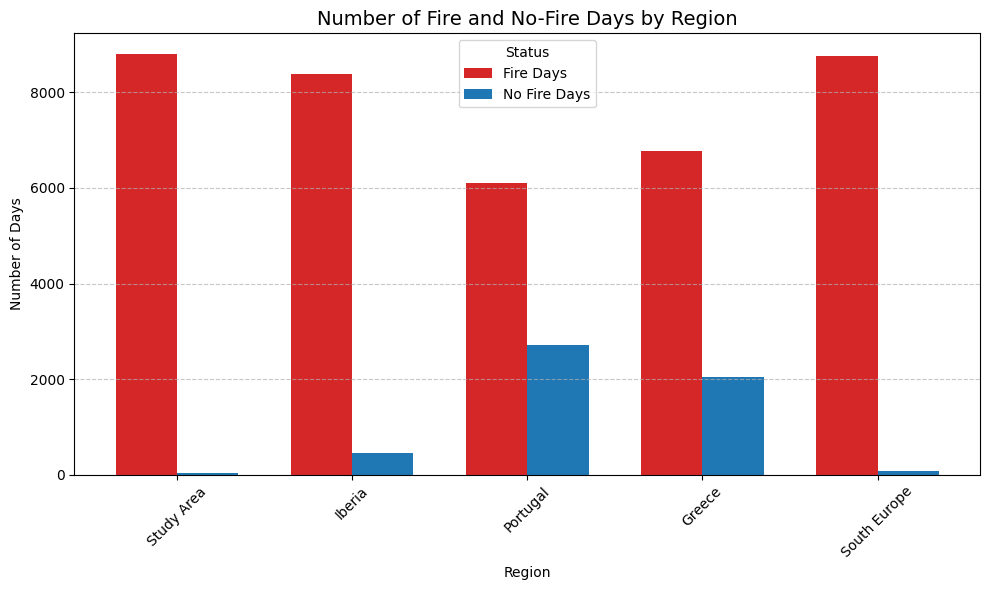 Number of Fire and No-Fire Days by Region
Status
Fire Days
No Fire Days
Number of Days
8000
6000
4000
2000
0
Study Area
Iberia
Portugal
Greece
South Europe
Region